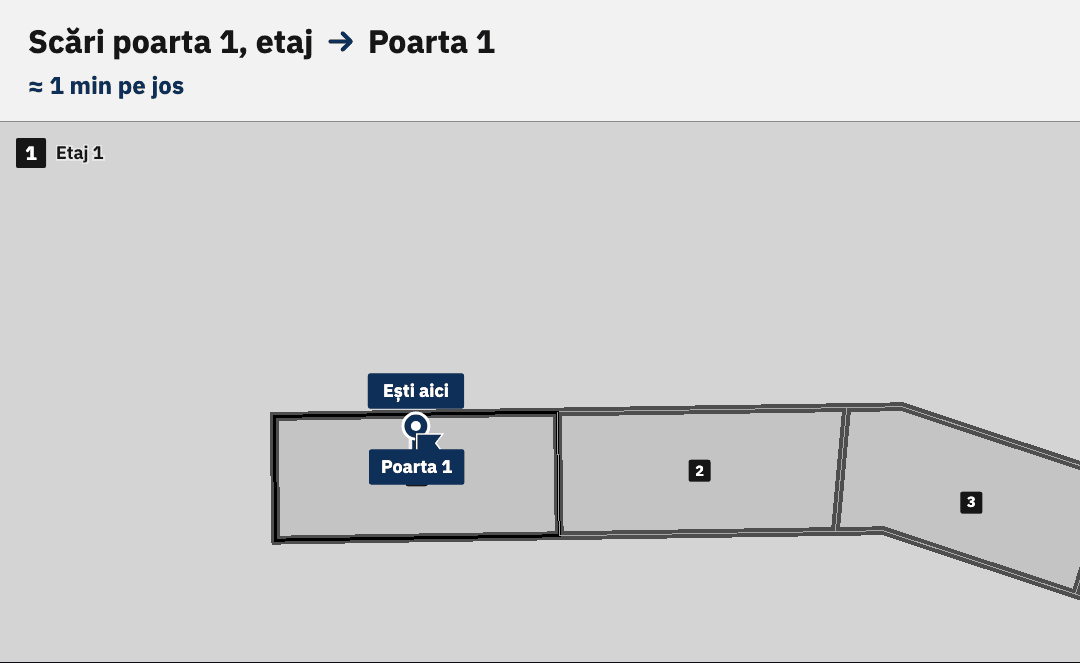 Scări poarta 1, etaj → Poarta 1
≈ 1 min pe jos
1 Etaj 1
Ești aici
Poarta 1
2
3